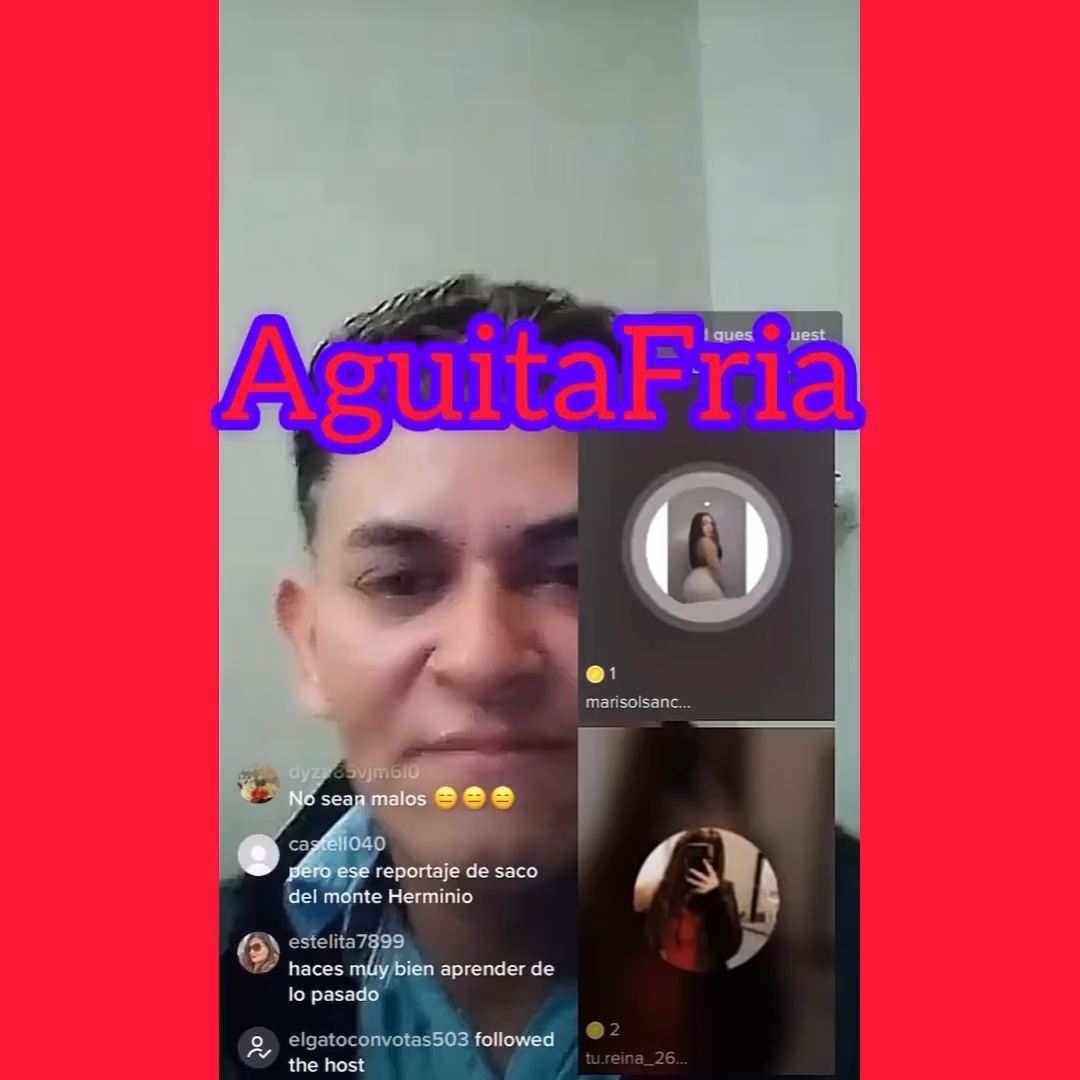 AguitaFria
1
marisolsanc...
dyza85vjm6l0
No sean malos 😑😑😑
castell040
pero ese reportaje de saco
del monte Herminio
estelita7899
haces muy bien aprender de
lo pasado
elgatoconvotas503 followed
the host
2
tu.reina_26...